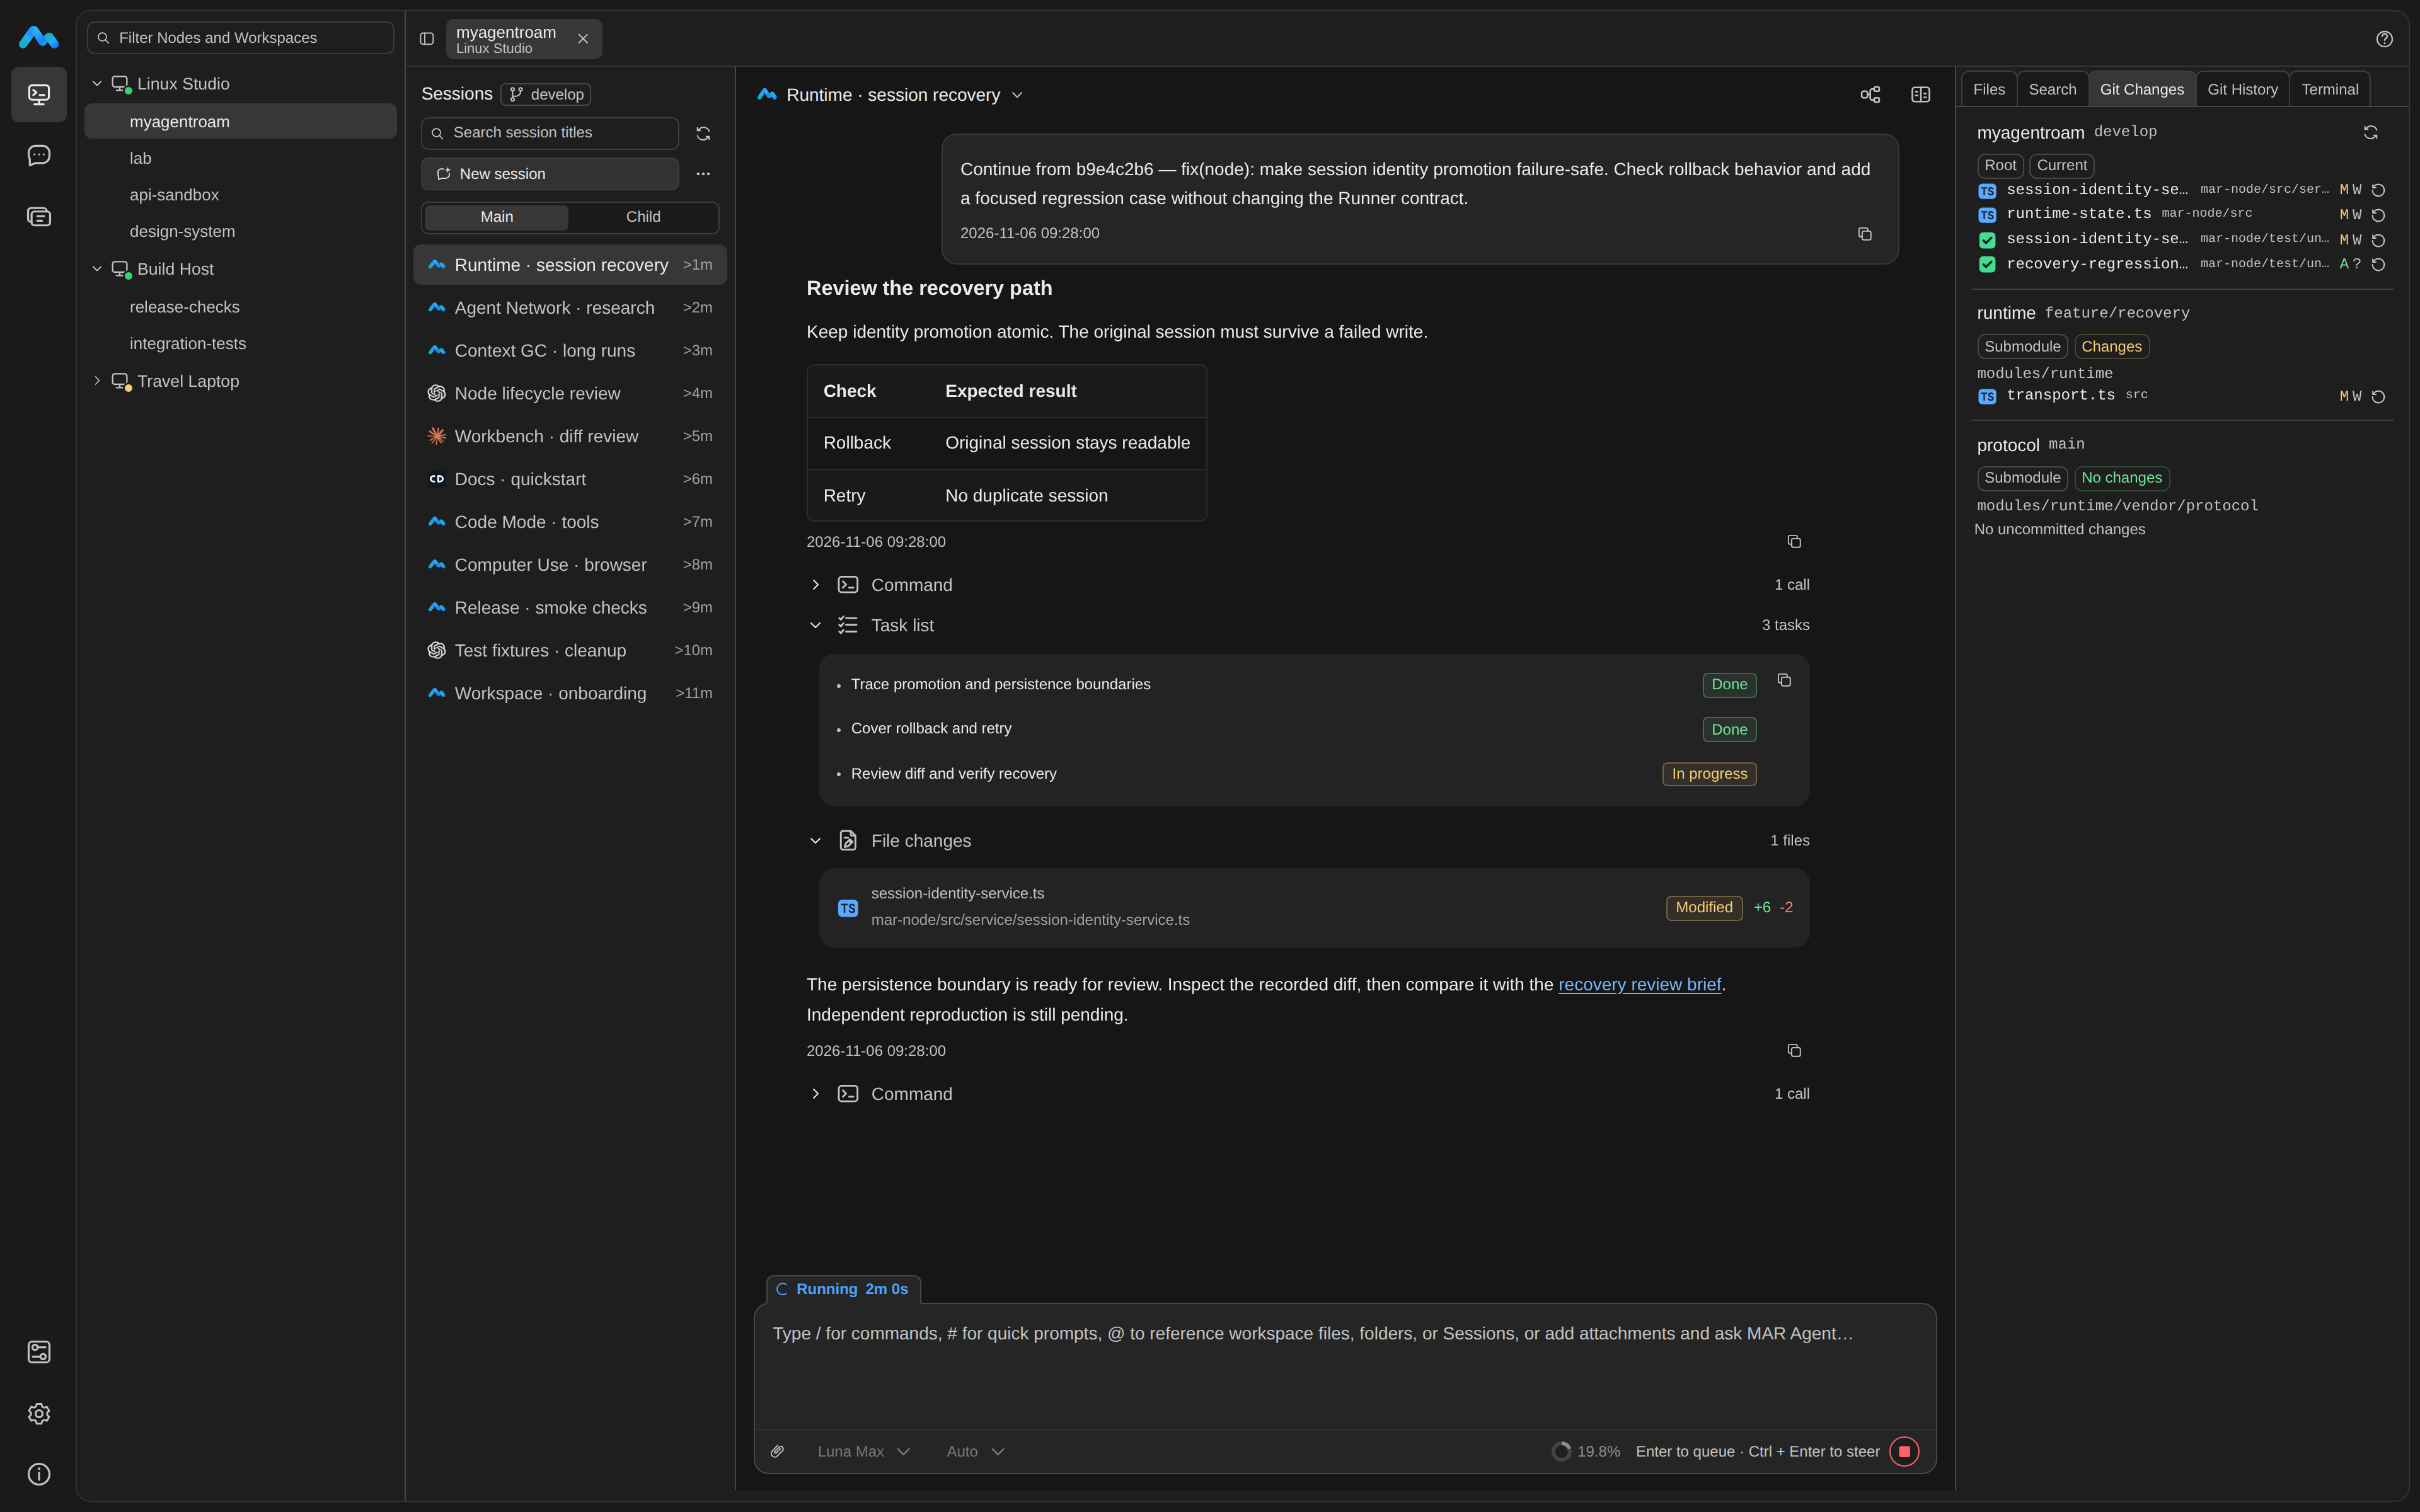 Filter Nodes and Workspaces
Linux Studio
myagentroam
lab
api-sandbox
design-system
Build Host
release-checks
integration-tests
Travel Laptop
myagentroam
Linux Studio
Sessions
develop
Search session titles
New session
Main
Child
Runtime · session recovery >1m
Agent Network · research >2m
Context GC · long runs >3m
Node lifecycle review >4m
Workbench · diff review >5m
CD Docs · quickstart >6m
Code Mode · tools >7m
Computer Use · browser >8m
Release · smoke checks >9m
Test fixtures · cleanup >10m
Workspace · onboarding >11m
Runtime · session recovery
Continue from b9e4c2b6 — fix(node): make session identity promotion failure-safe. Check rollback behavior and add
a focused regression case without changing the Runner contract.
2026-11-06 09:28:00
Review the recovery path
Keep identity promotion atomic. The original session must survive a failed write.
Check Expected result
Rollback Original session stays readable
Retry No duplicate session
2026-11-06 09:28:00
Command 1 call
Task list 3 tasks
• Trace promotion and persistence boundaries Done
• Cover rollback and retry Done
• Review diff and verify recovery In progress
File changes 1 files
TS
session-identity-service.ts
mar-node/src/service/session-identity-service.ts
Modified +6 -2
The persistence boundary is ready for review. Inspect the recorded diff, then compare it with the recovery review brief.
Independent reproduction is still pending.
2026-11-06 09:28:00
Command 1 call
Running 2m 0s
Type / for commands, # for quick prompts, @ to reference workspace files, folders, or Sessions, or add attachments and ask MAR Agent…
Luna Max
Auto
19.8%
Enter to queue · Ctrl + Enter to steer
Files Search Git Changes Git History Terminal
myagentroam develop
Root Current
TS session-identity-se… mar-node/src/ser… M W
TS runtime-state.ts mar-node/src M W
session-identity-se… mar-node/test/un… M W
recovery-regression… mar-node/test/un… A ?
runtime feature/recovery
Submodule Changes
modules/runtime
TS transport.ts src M W
protocol main
Submodule No changes
modules/runtime/vendor/protocol
No uncommitted changes